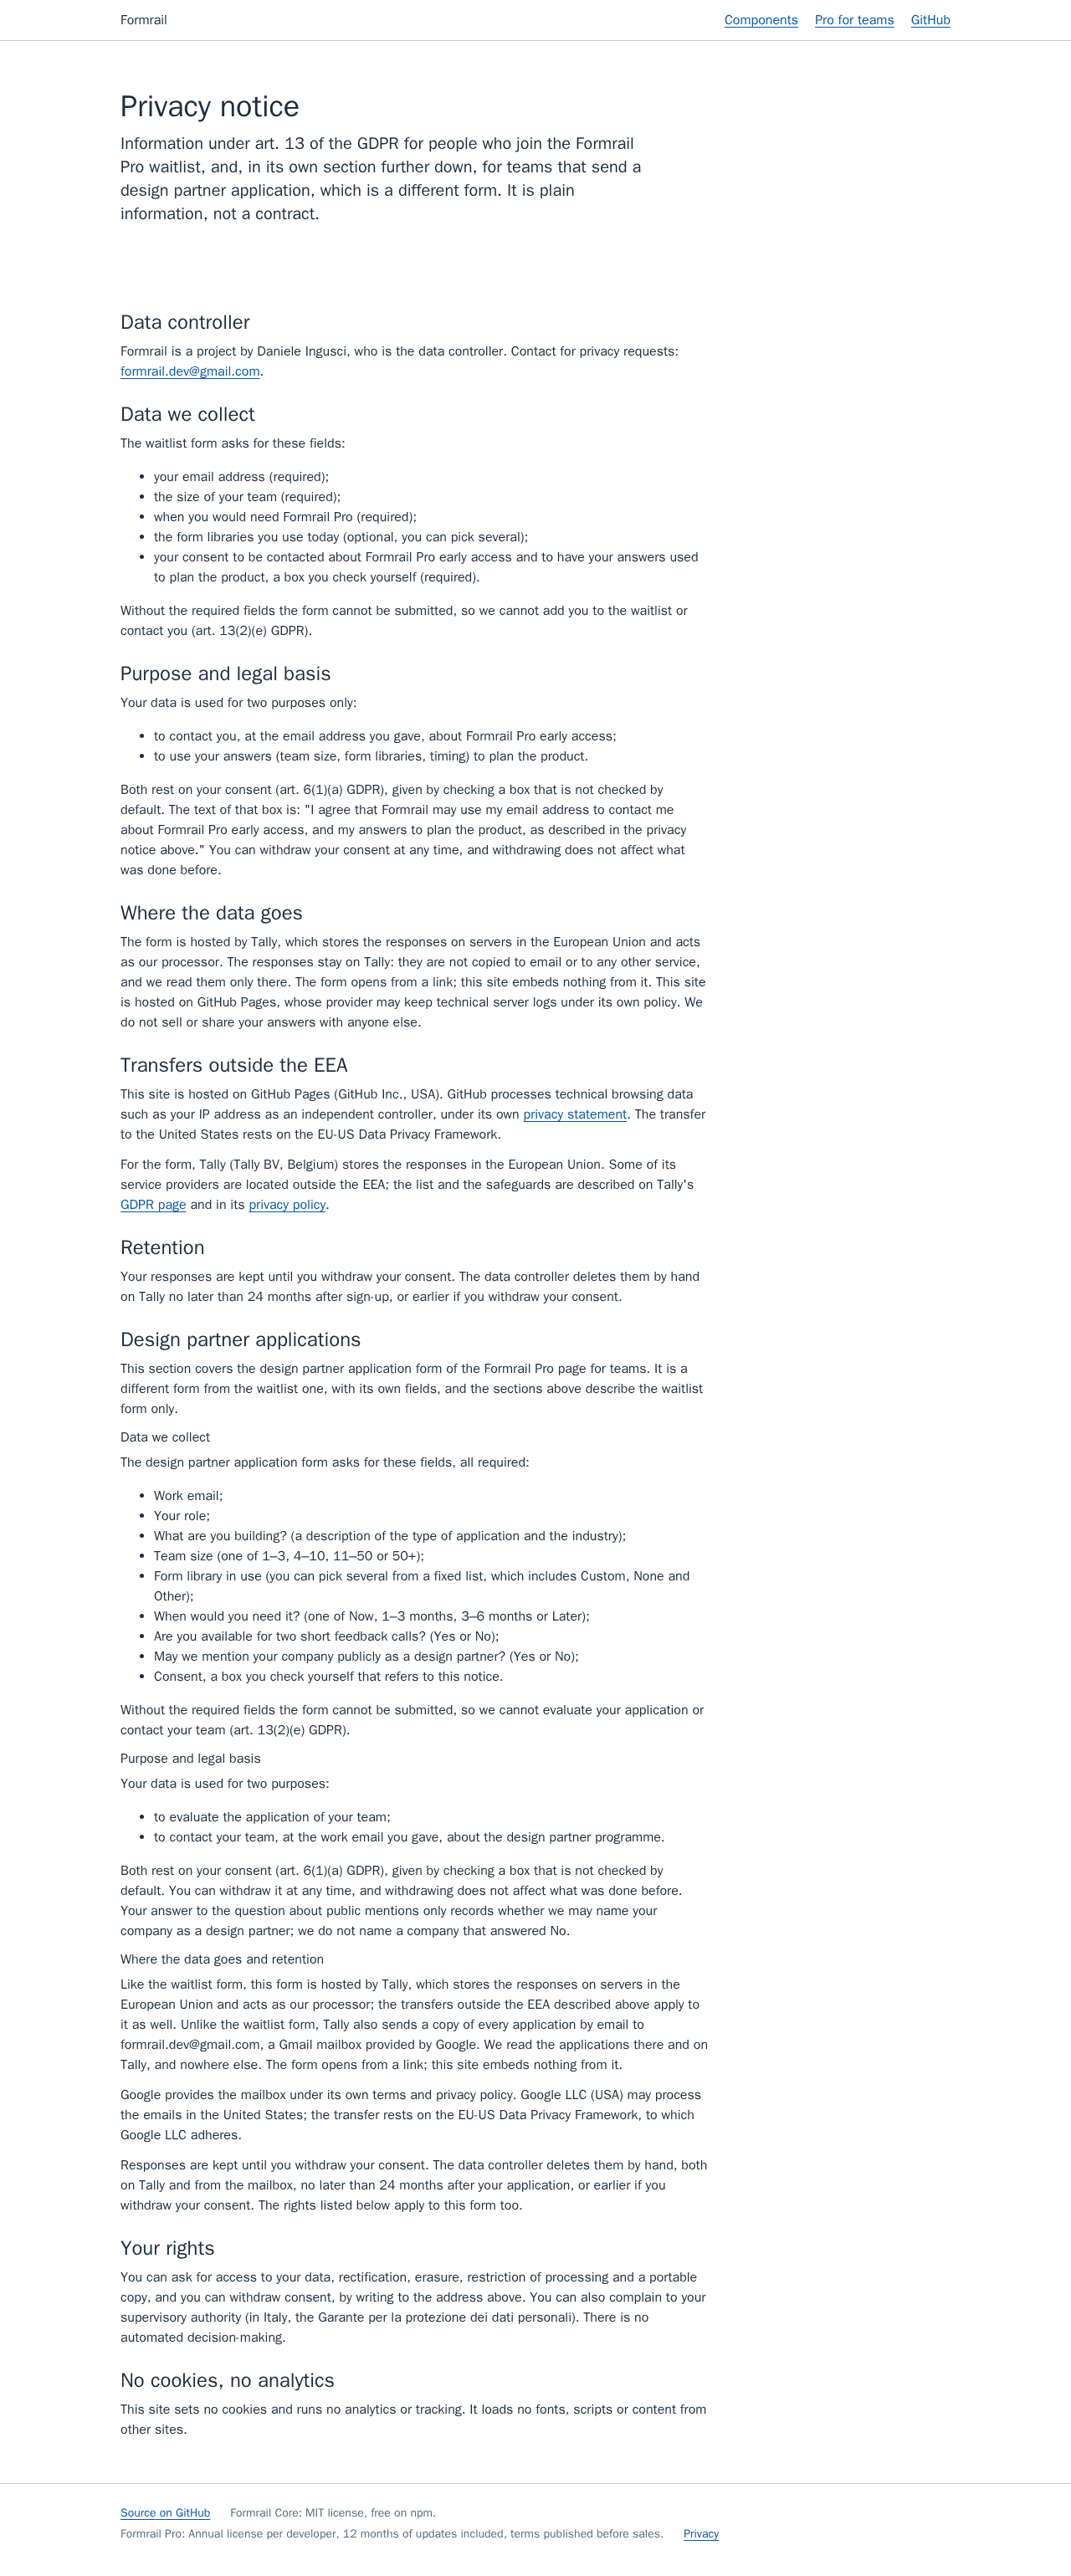 Formrail
Components Pro for teams GitHub
Privacy notice
Information under art. 13 of the GDPR for people who join the Formrail
Pro waitlist, and, in its own section further down, for teams that send a
design partner application, which is a different form. It is plain
information, not a contract.
Data controller
Formrail is a project by Daniele Ingusci, who is the data controller. Contact for privacy requests:
formrail.dev@gmail.com.
Data we collect
The waitlist form asks for these fields:
• your email address (required);
• the size of your team (required);
• when you would need Formrail Pro (required);
• the form libraries you use today (optional, you can pick several);
• your consent to be contacted about Formrail Pro early access and to have your answers used
to plan the product, a box you check yourself (required).
Without the required fields the form cannot be submitted, so we cannot add you to the waitlist or
contact you (art. 13(2)(e) GDPR).
Purpose and legal basis
Your data is used for two purposes only:
• to contact you, at the email address you gave, about Formrail Pro early access;
• to use your answers (team size, form libraries, timing) to plan the product.
Both rest on your consent (art. 6(1)(a) GDPR), given by checking a box that is not checked by
default. The text of that box is: "I agree that Formrail may use my email address to contact me
about Formrail Pro early access, and my answers to plan the product, as described in the privacy
notice above." You can withdraw your consent at any time, and withdrawing does not affect what
was done before.
Where the data goes
The form is hosted by Tally, which stores the responses on servers in the European Union and acts
as our processor. The responses stay on Tally: they are not copied to email or to any other service,
and we read them only there. The form opens from a link; this site embeds nothing from it. This site
is hosted on GitHub Pages, whose provider may keep technical server logs under its own policy. We
do not sell or share your answers with anyone else.
Transfers outside the EEA
This site is hosted on GitHub Pages (GitHub Inc., USA). GitHub processes technical browsing data
such as your IP address as an independent controller, under its own privacy statement. The transfer
to the United States rests on the EU-US Data Privacy Framework.
For the form, Tally (Tally BV, Belgium) stores the responses in the European Union. Some of its
service providers are located outside the EEA; the list and the safeguards are described on Tally's
GDPR page and in its privacy policy.
Retention
Your responses are kept until you withdraw your consent. The data controller deletes them by hand
on Tally no later than 24 months after sign-up, or earlier if you withdraw your consent.
Design partner applications
This section covers the design partner application form of the Formrail Pro page for teams. It is a
different form from the waitlist one, with its own fields, and the sections above describe the waitlist
form only.
Data we collect
The design partner application form asks for these fields, all required:
• Work email;
• Your role;
• What are you building? (a description of the type of application and the industry);
• Team size (one of 1–3, 4–10, 11–50 or 50+);
• Form library in use (you can pick several from a fixed list, which includes Custom, None and
Other);
• When would you need it? (one of Now, 1–3 months, 3–6 months or Later);
• Are you available for two short feedback calls? (Yes or No);
• May we mention your company publicly as a design partner? (Yes or No);
• Consent, a box you check yourself that refers to this notice.
Without the required fields the form cannot be submitted, so we cannot evaluate your application or
contact your team (art. 13(2)(e) GDPR).
Purpose and legal basis
Your data is used for two purposes:
• to evaluate the application of your team;
• to contact your team, at the work email you gave, about the design partner programme.
Both rest on your consent (art. 6(1)(a) GDPR), given by checking a box that is not checked by
default. You can withdraw it at any time, and withdrawing does not affect what was done before.
Your answer to the question about public mentions only records whether we may name your
company as a design partner; we do not name a company that answered No.
Where the data goes and retention
Like the waitlist form, this form is hosted by Tally, which stores the responses on servers in the
European Union and acts as our processor; the transfers outside the EEA described above apply to
it as well. Unlike the waitlist form, Tally also sends a copy of every application by email to
formrail.dev@gmail.com, a Gmail mailbox provided by Google. We read the applications there and on
Tally, and nowhere else. The form opens from a link; this site embeds nothing from it.
Google provides the mailbox under its own terms and privacy policy. Google LLC (USA) may process
the emails in the United States; the transfer rests on the EU-US Data Privacy Framework, to which
Google LLC adheres.
Responses are kept until you withdraw your consent. The data controller deletes them by hand, both
on Tally and from the mailbox, no later than 24 months after your application, or earlier if you
withdraw your consent. The rights listed below apply to this form too.
Your rights
You can ask for access to your data, rectification, erasure, restriction of processing and a portable
copy, and you can withdraw consent, by writing to the address above. You can also complain to your
supervisory authority (in Italy, the Garante per la protezione dei dati personali). There is no
automated decision-making.
No cookies, no analytics
This site sets no cookies and runs no analytics or tracking. It loads no fonts, scripts or content from
other sites.
Source on GitHub Formrail Core: MIT license, free on npm.
Formrail Pro: Annual license per developer, 12 months of updates included, terms published before sales. Privacy